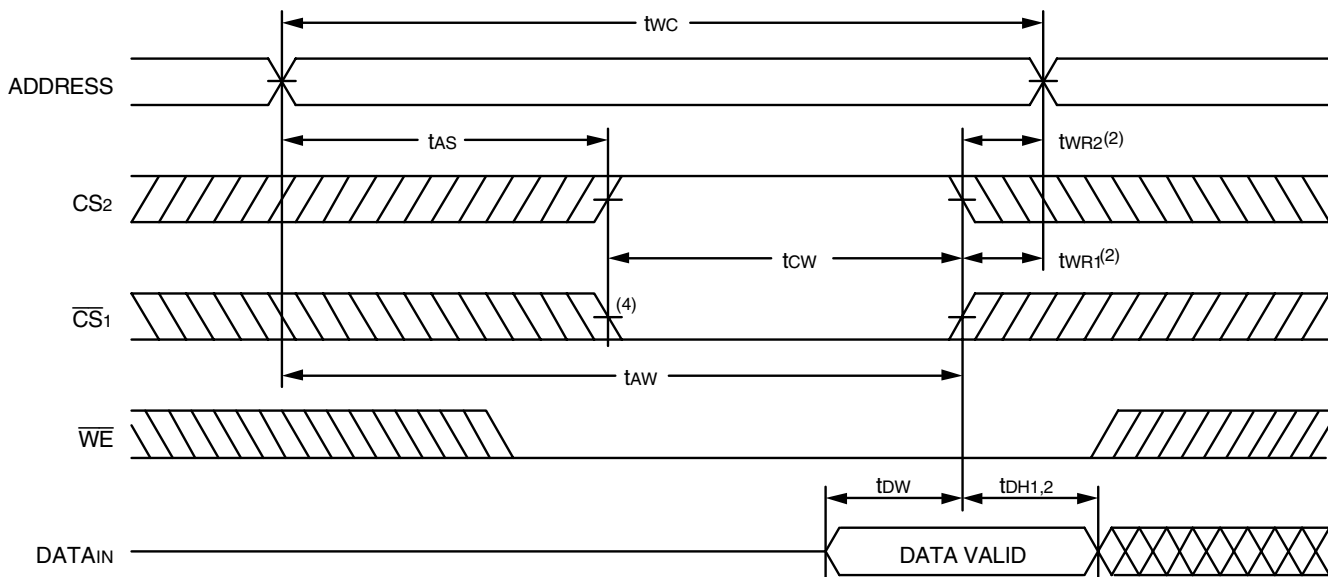 tWC
ADDRESS
tAS
tWR2(2)
CS2
tCW
tWR1(2)
CS1
(4)
tAW
WE
tDW
tDH1,2
DATAIN
DATA VALID